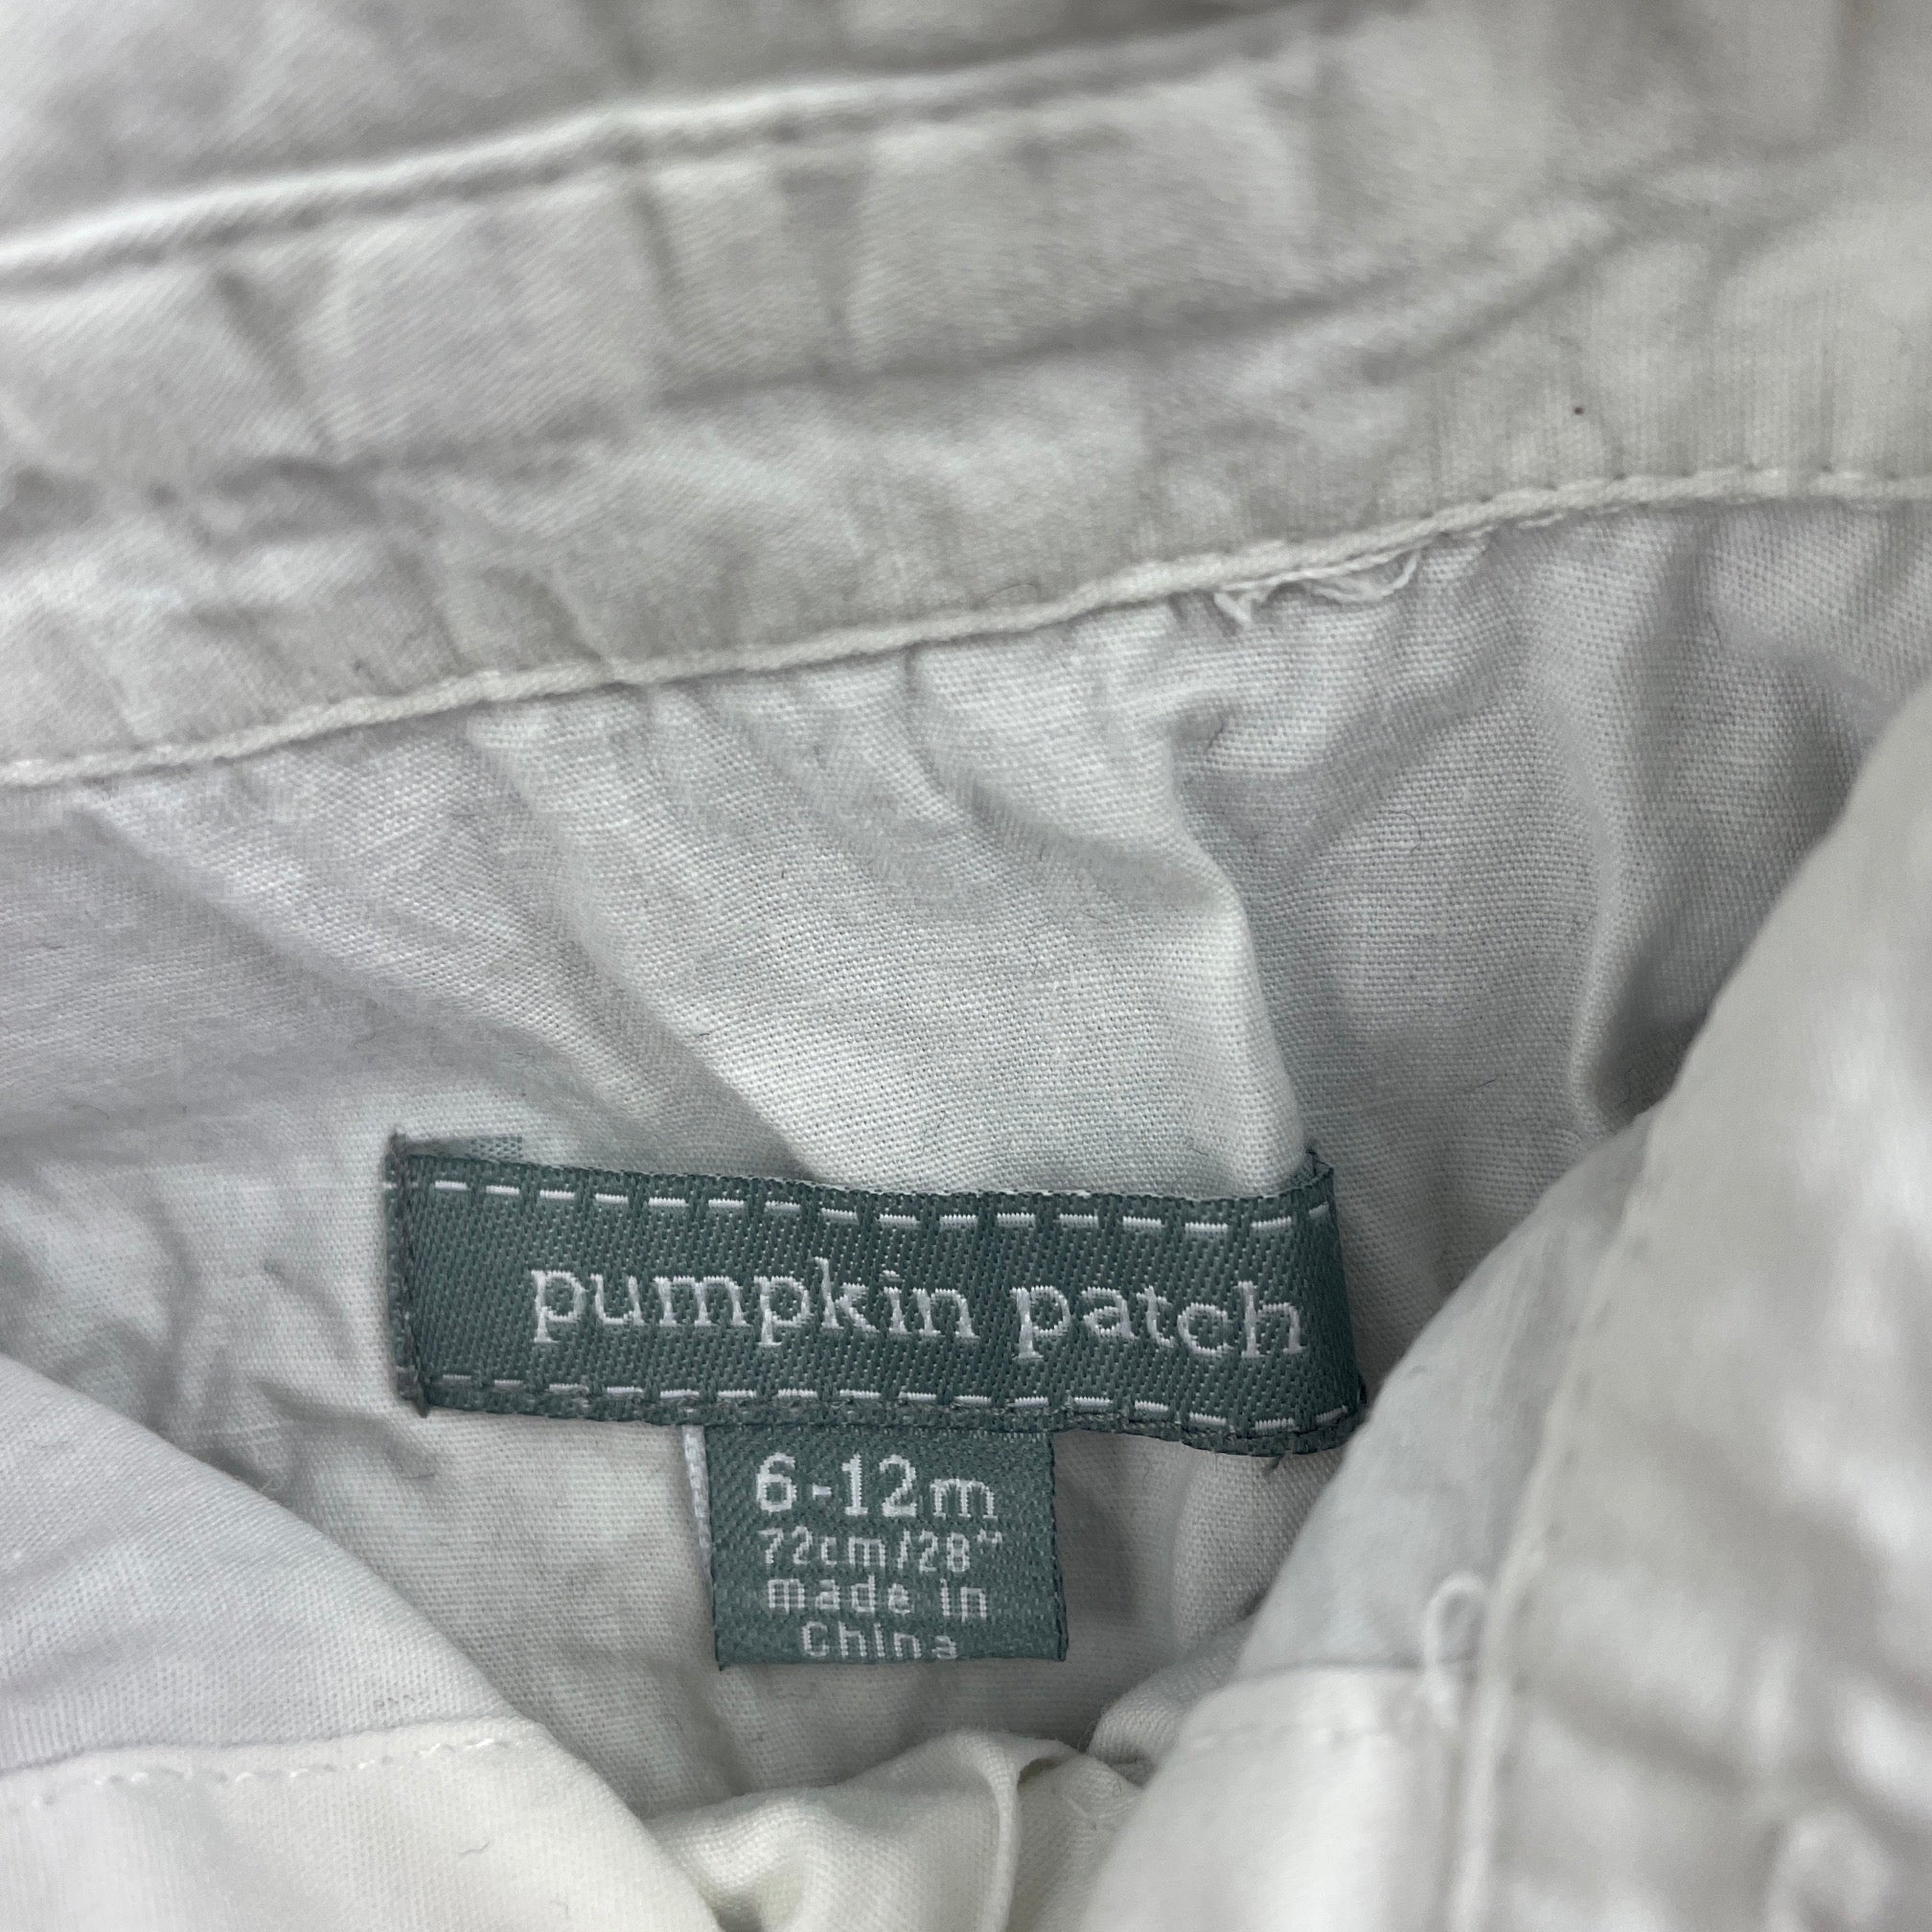 pumpkin patch
6-12m
72cm/28"
made in
China